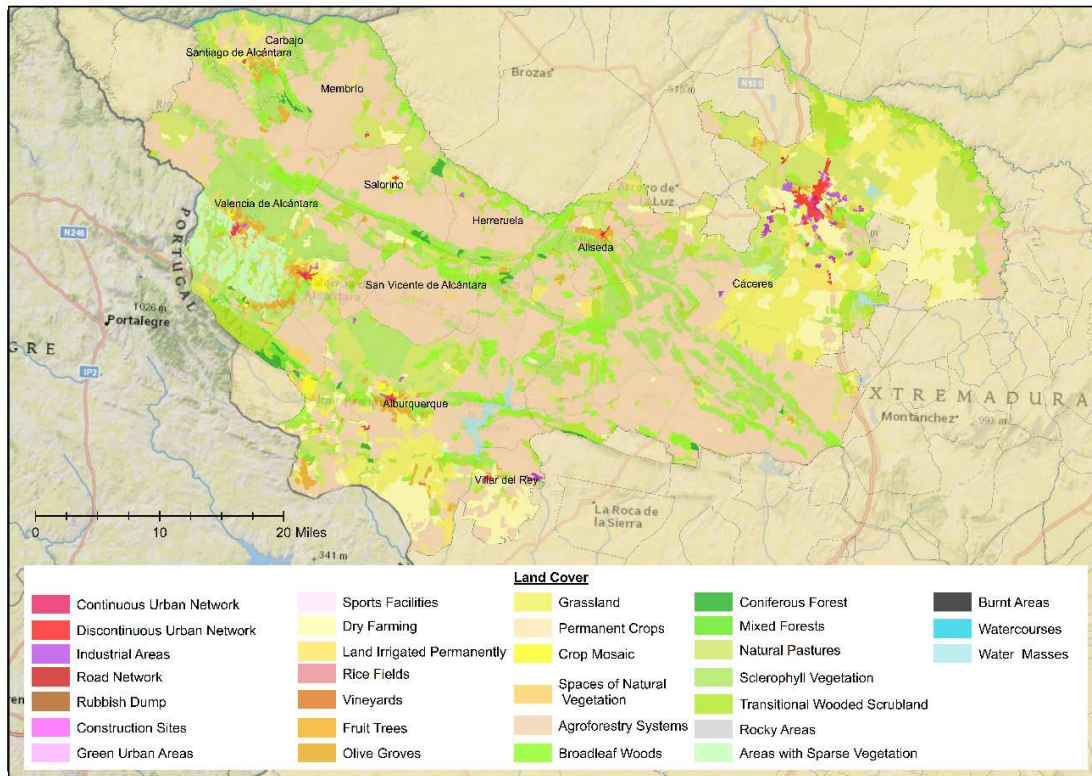 Carbajo
Santiago de Alcántara
Membrío
Brozas
515 m
N630
Salorino
Arroyo de
la Luz
Valencia de Alcántara
Herreruela
PORTUGAL
N246
Aliseda
San Vicente de Alcántara
Cáceres
1026 m
Portalegre
GRE
IP2
XTREMADURA
Montánchez
993 m
Alburquerque
Villar del Rey
La Roca de
la Sierra
0 10 20 Miles
341 m
Land Cover
Continuous Urban Network
Discontinuous Urban Network
Industrial Areas
Road Network
Rubbish Dump
Construction Sites
Green Urban Areas
Sports Facilities
Dry Farming
Land Irrigated Permanently
Rice Fields
Vineyards
Fruit Trees
Olive Groves
Grassland
Permanent Crops
Crop Mosaic
Spaces of Natural
Vegetation
Agroforestry Systems
Broadleaf Woods
Coniferous Forest
Mixed Forests
Natural Pastures
Sclerophyll Vegetation
Transitional Wooded Scrubland
Rocky Areas
Areas with Sparse Vegetation
Burnt Areas
Watercourses
Water Masses